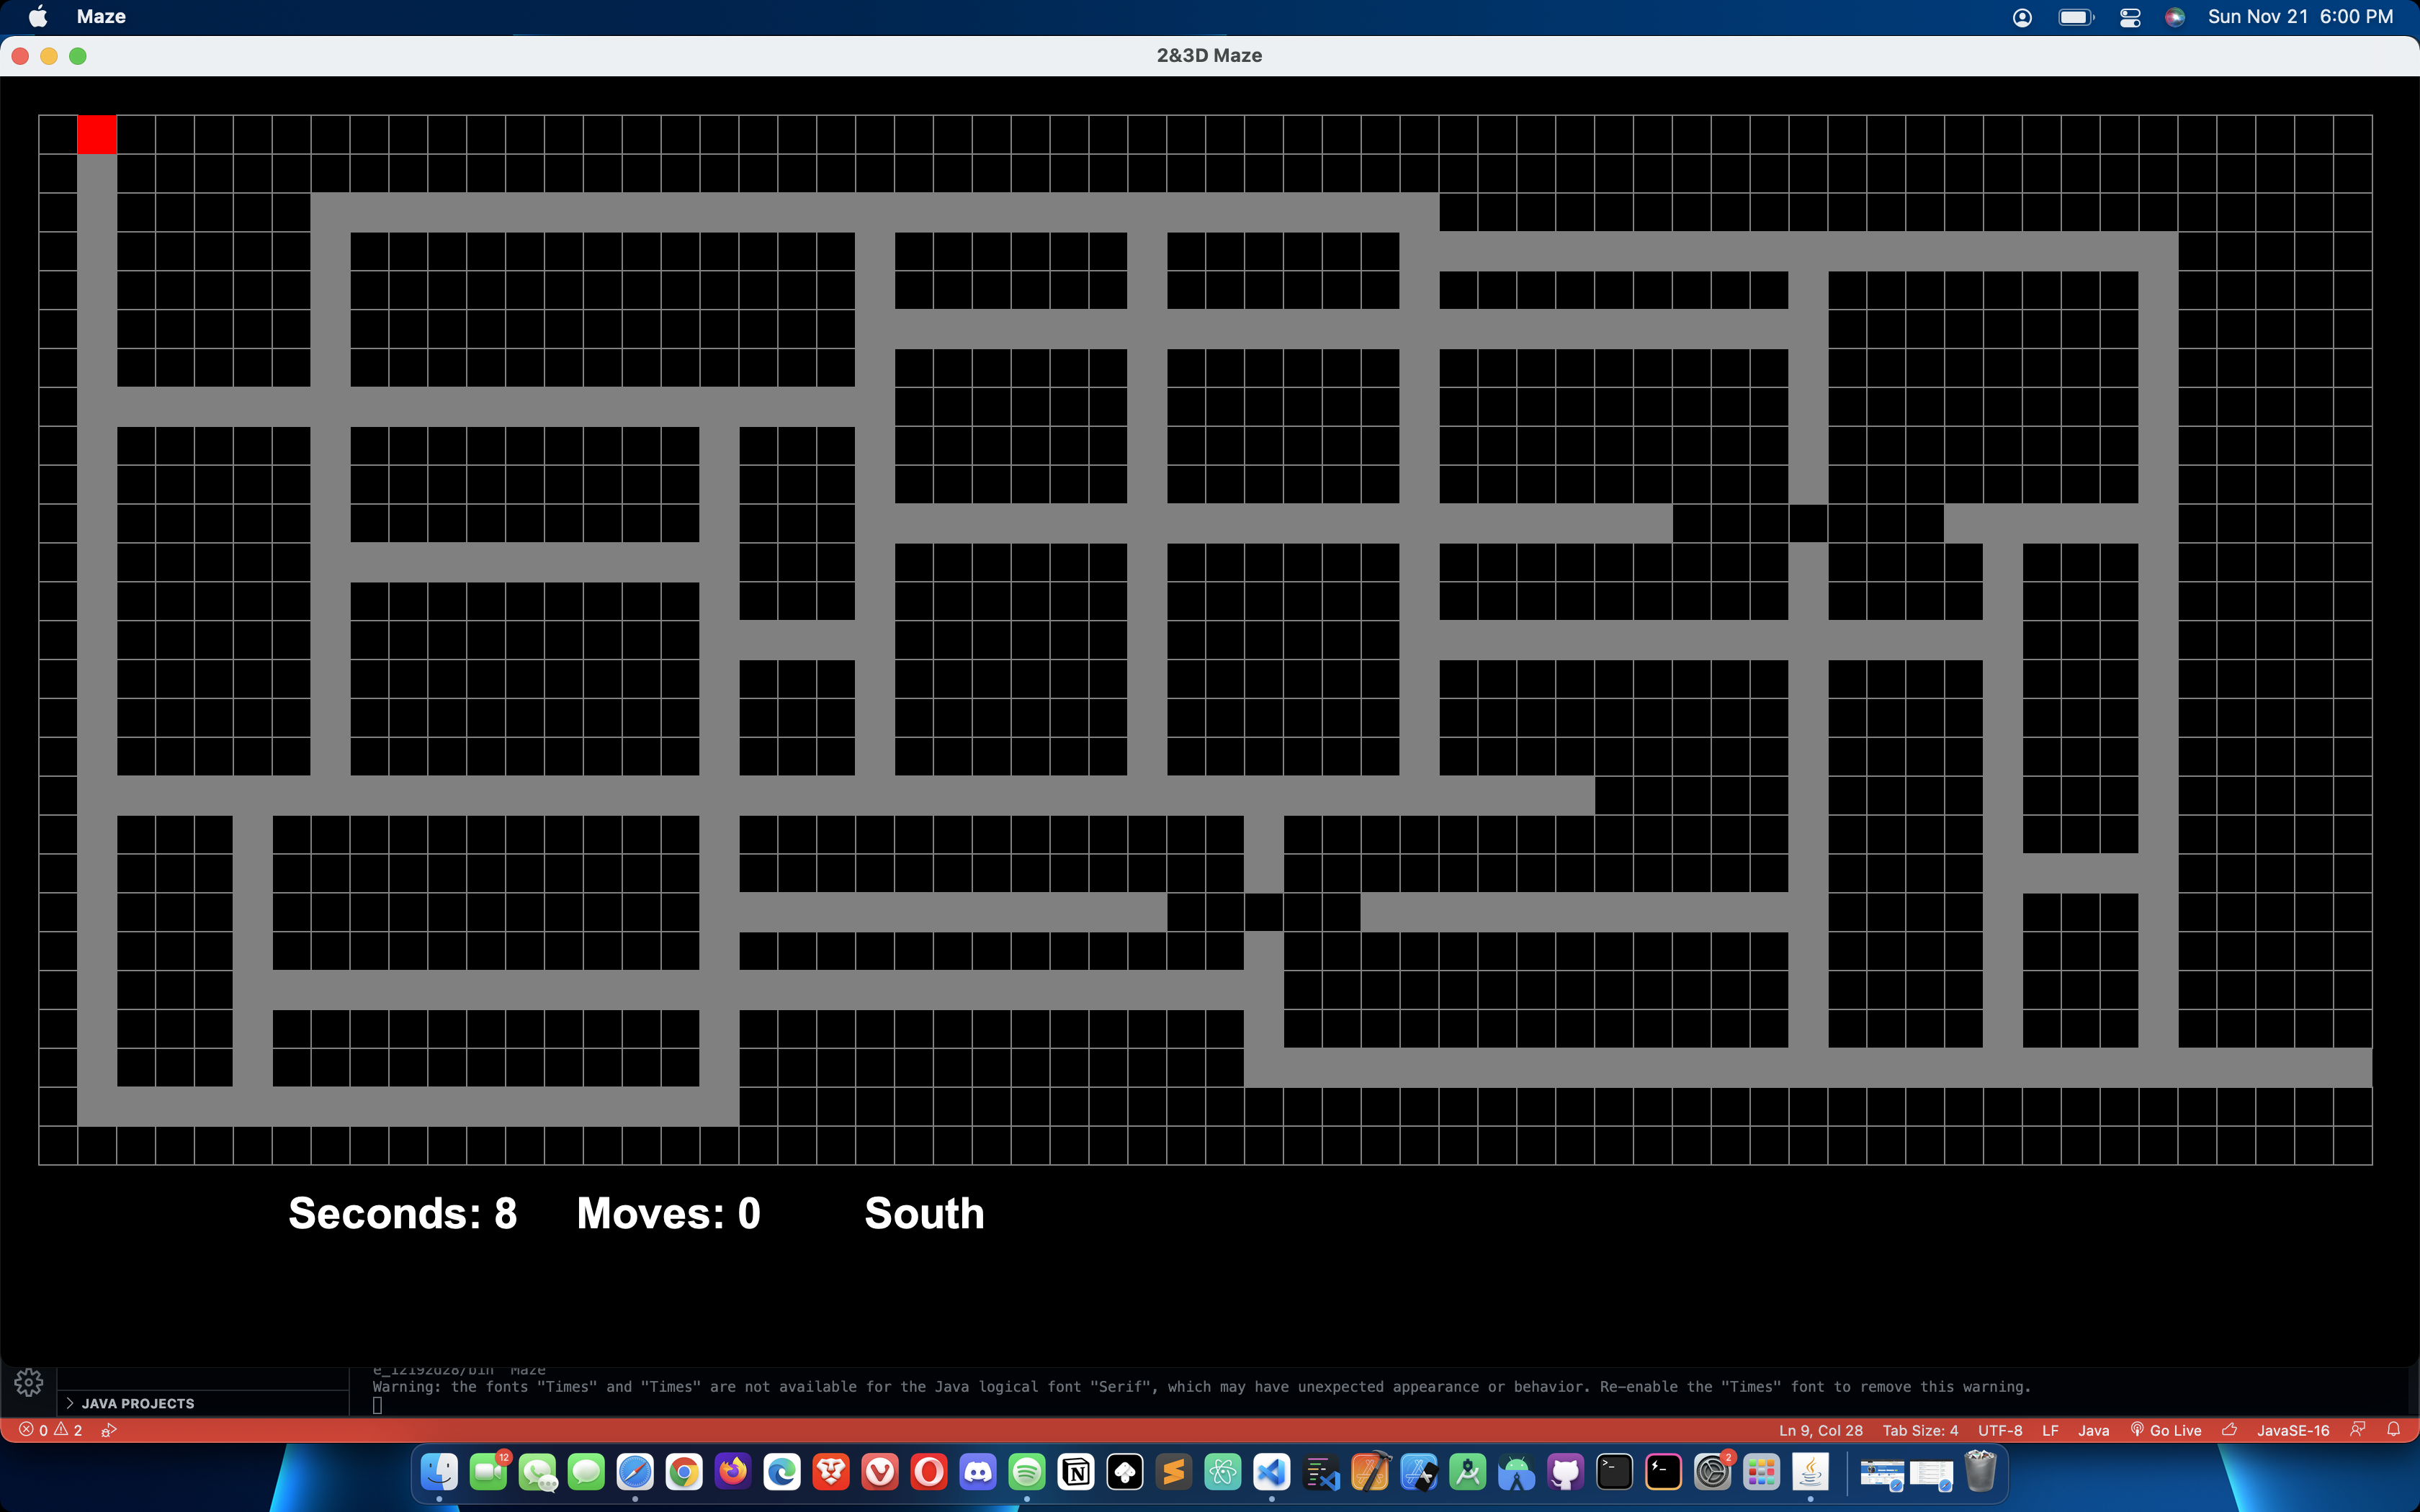 Maze
Sun Nov 21 6:00 PM
2&3D Maze
Seconds: 8 Moves: 0 South
Warning: the fonts "Times" and "Times" are not available for the Java logical font "Serif", which may have unexpected appearance or behavior. Re-enable the "Times" font to remove this warning.
JAVA PROJECTS
0 2 Ln 9, Col 28 Tab Size: 4 UTF-8 LF Java Go Live JavaSE-16
12
2